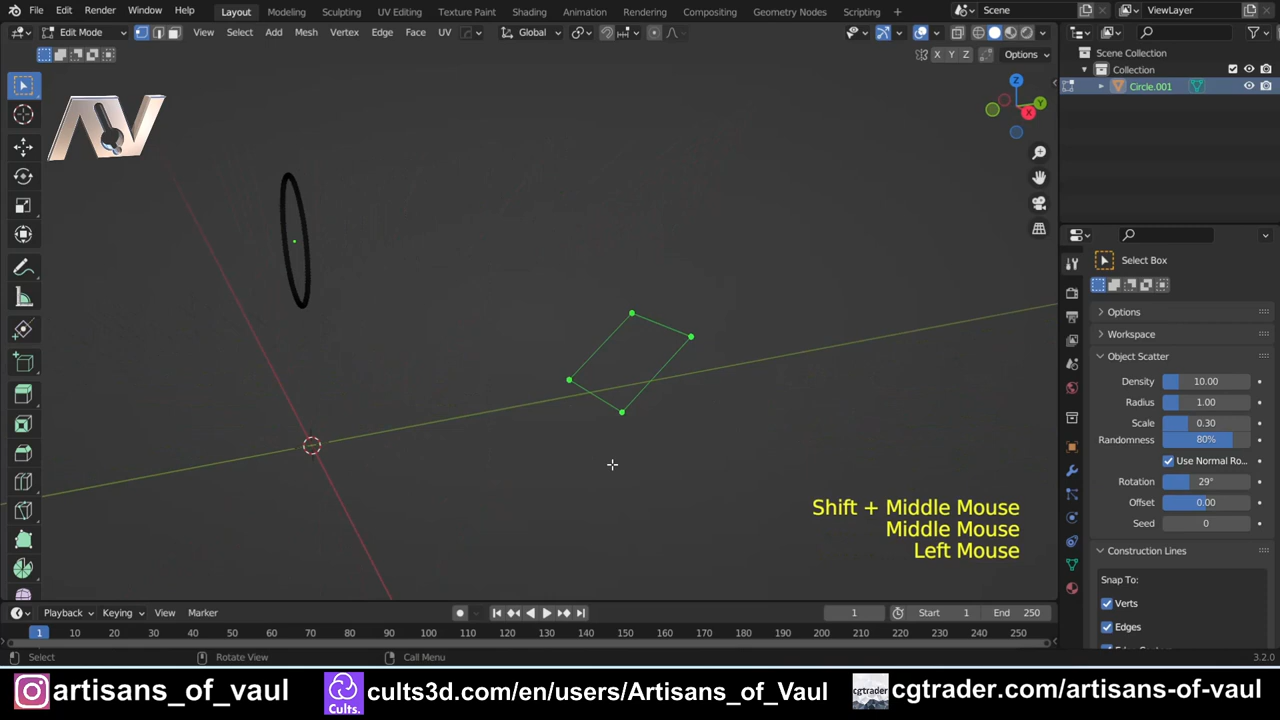 File Edit Render Window Help Layout Modeling Sculpting UV Editing Texture Paint Shading Animation Rendering Compositing Geometry Nodes Scripting + Scene ViewLayer
Edit Mode View Select Add Mesh Vertex Edge Face UV Global
X Y Z Options
Scene Collection
Collection
Circle.001
AV
Z
Y
X
Select Box
Options
Workspace
Object Scatter
Density 10.00
Radius 1.00
Scale 0.30
Randomness 80%
Use Normal Ro...
Rotation 29°
Offset 0.00
Seed 0
Construction Lines
Snap To:
Verts
Edges
Shift + Middle Mouse
Middle Mouse
Left Mouse
Playback Keying View Marker 1 Start 1 End 250
1 10 20 30 40 50 60 70 80 90 100 110 120 130 140 150 160 170 180 190 200 210 220 230 240 250
Select Rotate View Call Menu 3.2.0
artisans_of_vaul Cults. cults3d.com/en/users/Artisans_of_Vaul cgtrader.com/artisans-of-vaul